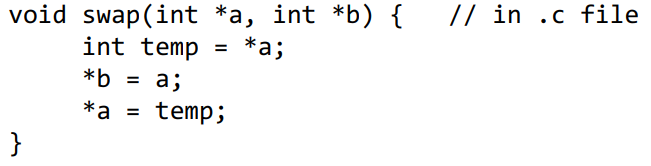 void swap(int *a, int *b) {   // in .c file
     int temp = *a;
     *b = a;
     *a = temp;
}